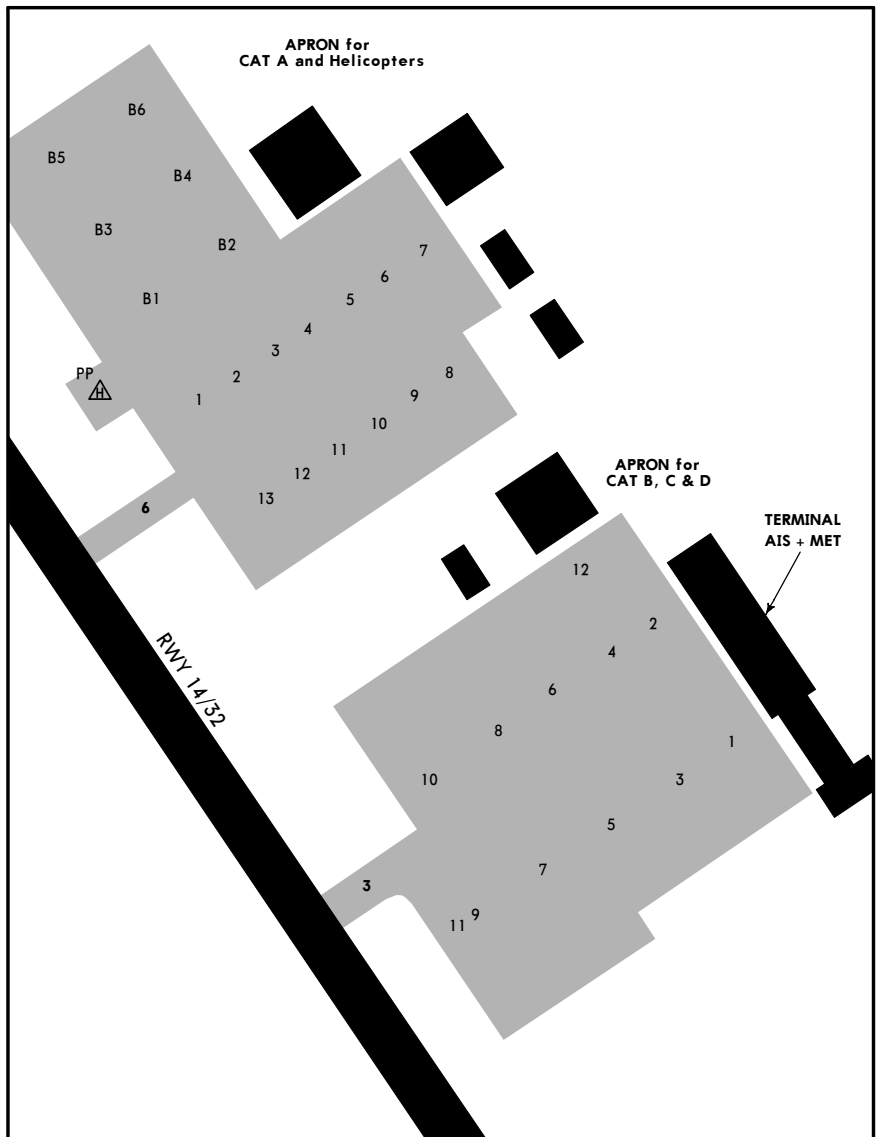 APRON for
CAT A and Helicopters
B6
B5
B4
B3
B2
B1
7
6
5
4
3
2
1
PP
H
8
9
10
11
12
13
6
APRON for
CAT B, C & D
TERMINAL
AIS + MET
RWY 14/32
12
2
4
6
8
10
1
3
5
7
9
11
3